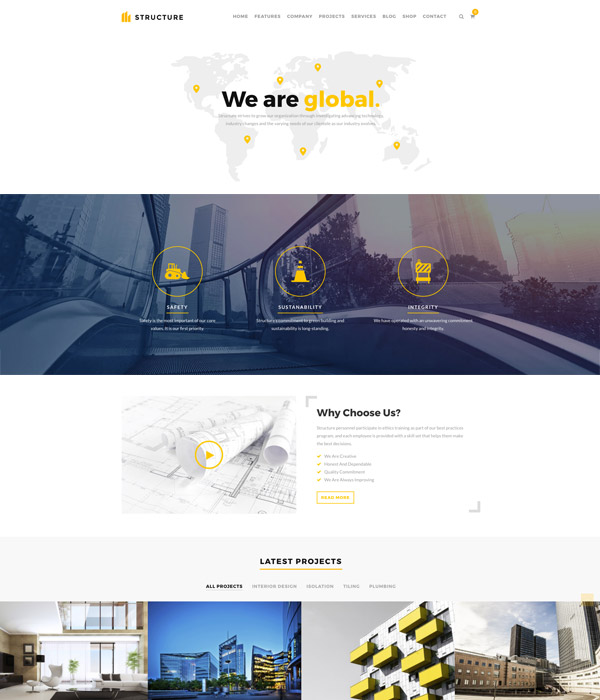 STRUCTURE
HOME FEATURES COMPANY PROJECTS SERVICES BLOG SHOP CONTACT
We are global.
Structure strives to grow our organization through investigating advancing technology,
industry changes and the varying needs of our clientele as our industry evolves.
SAFETY
Safety is the most important of our core
values. It is our first priority.
SUSTANABILITY
Structure's commitment to green building and
sustainability is long-standing.
INTEGRITY
We have operated with an unwavering commitment
honesty and integrity.
Why Choose Us?
Structure personnel participate in ethics training as part of our best practices
program, and each employee is provided with a skill set that helps them make
the best decisions.
We Are Creative
Honest And Dependable
Quality Commitment
We Are Always Improving
READ MORE
LATEST PROJECTS
ALL PROJECTS INTERIOR DESIGN ISOLATION TILING PLUMBING